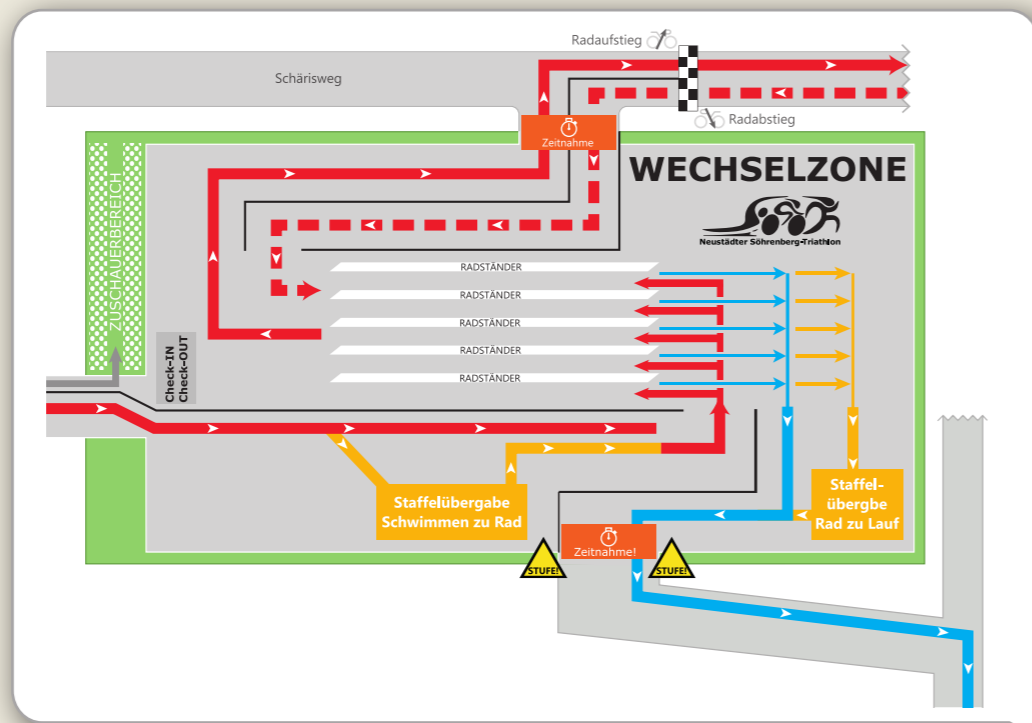 Radaufstieg
Schärisweg
Radabstieg
Zeitnahme
WECHSELZONE
Neustädter Söhrenberg-Triathlon
ZUSCHAUERBEREICH
RADSTÄNDER
RADSTÄNDER
RADSTÄNDER
RADSTÄNDER
RADSTÄNDER
Check-IN
Check-OUT
Staffelübergabe
Schwimmen zu Rad
Staffel-
übergbe
Rad zu Lauf
Zeitnahme!
STUFE!
STUFE!